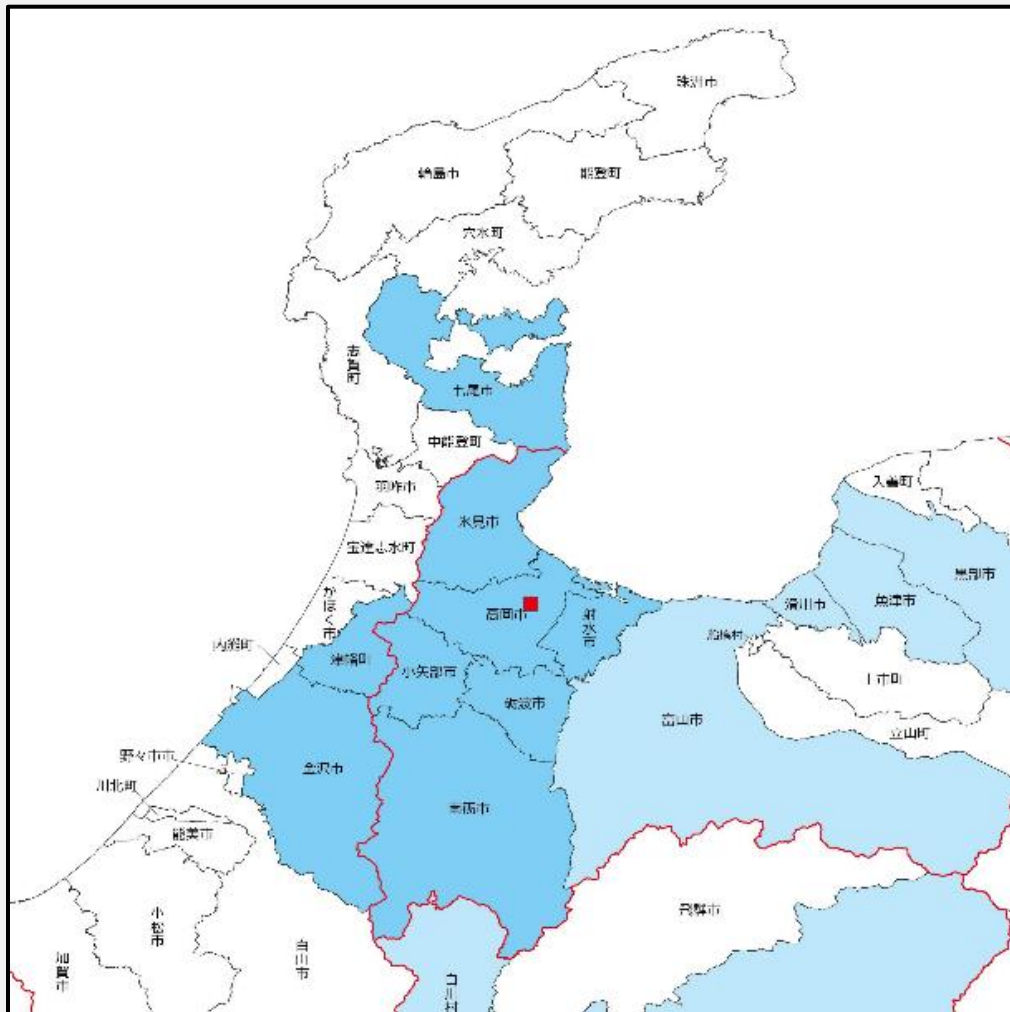 珠洲市
輪島市
能登町
穴水町
志賀町
七尾市
中能登町
羽咋市
氷見市
入善町
宝達志水町
黒部市
かほく市
高岡市
射水市
滑川市
魚津市
内灘町
津幡町
小矢部市
舟橋村
砺波市
上市町
富山市
立山町
野々市市
金沢市
川北町
南砺市
能美市
小松市
飛騨市
白山市
加賀市
白川村